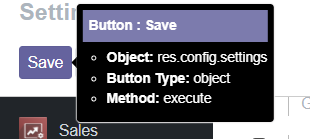 Settin
Button : Save
Save
Object: res.config.settings
Button Type: object
Method: execute
Sales
G